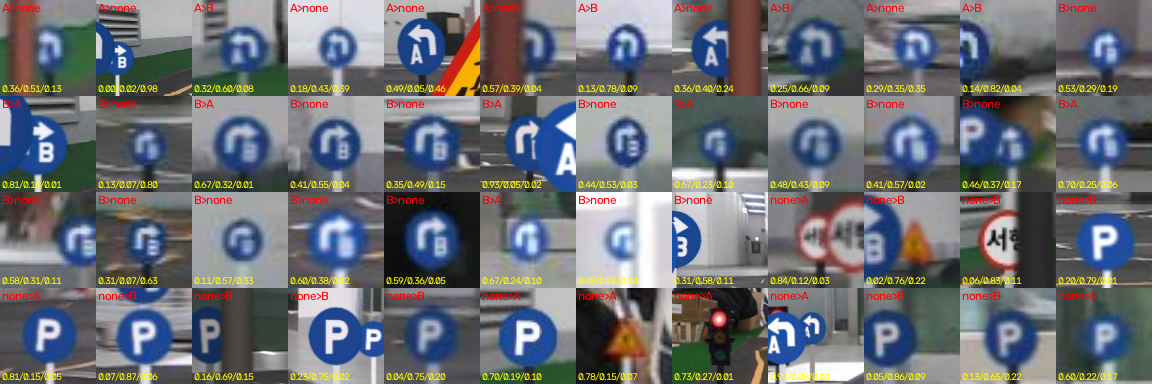 A>none A>none A>B A>none A>none A>none A>B A>none A>B A>none A>B B>none
B A A A A A A A A
0.36/0.51/0.13 0.00/0.02/0.98 0.32/0.60/0.08 0.18/0.43/0.39 0.49/0.05/0.46 0.57/0.39/0.04 0.13/0.78/0.09 0.36/0.40/0.24 0.25/0.66/0.09 0.29/0.35/0.35 0.14/0.82/0.04 0.53/0.29/0.19
B>A B>none B>A B>none B>none B>A B>none B>A B>none B>none B>none B>A
B B B B A B P
0.81/0.18/0.01 0.13/0.07/0.80 0.67/0.32/0.01 0.41/0.55/0.04 0.35/0.49/0.15 0.93/0.05/0.02 0.44/0.53/0.03 0.67/0.23/0.10 0.48/0.43/0.09 0.41/0.57/0.02 0.46/0.37/0.17 0.70/0.25/0.06
B>none B>none B>none B>none B>none B>A B>none B>none none>A none>B none>B none>B
B B B B B 서행 P
0.58/0.31/0.11 0.31/0.07/0.63 0.11/0.57/0.33 0.60/0.38/0.02 0.59/0.36/0.05 0.67/0.24/0.10 0.31/0.58/0.11 0.84/0.12/0.03 0.02/0.76/0.22 0.06/0.83/0.11 0.20/0.79/0.01
none>A none>B none>B none>B none>B none>A none>A none>A none>A none>B none>B none>B
P P P P P P P A A P P P
0.81/0.15/0.05 0.07/0.87/0.06 0.16/0.69/0.15 0.23/0.75/0.02 0.04/0.75/0.20 0.70/0.19/0.10 0.78/0.15/0.07 0.73/0.27/0.01 0.05/0.86/0.09 0.13/0.65/0.22 0.60/0.22/0.17